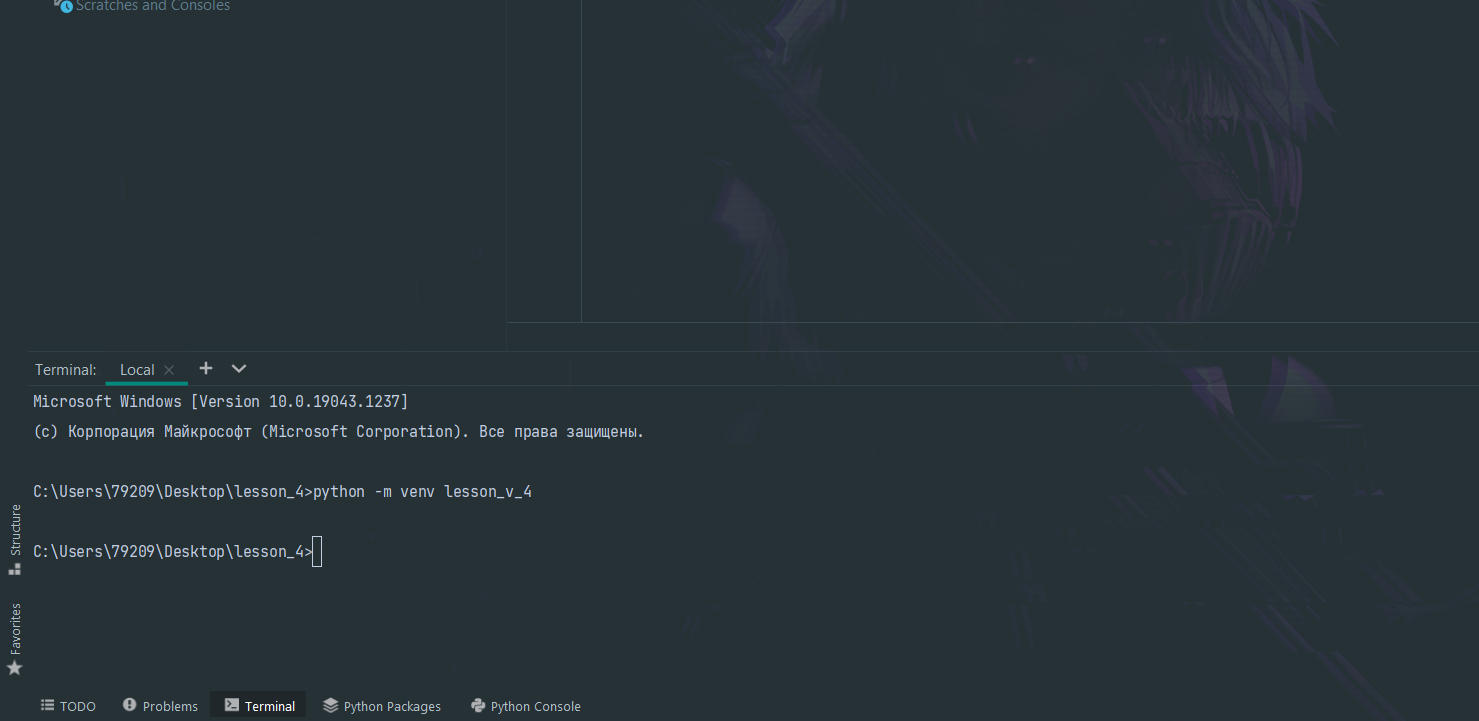 Scratches and Consoles
Terminal: Local
Microsoft Windows [Version 10.0.19043.1237]
(c) Корпорация Майкрософт (Microsoft Corporation). Все права защищены.
C:\Users\79209\Desktop\lesson_4>python -m venv lesson_v_4
C:\Users\79209\Desktop\lesson_4>
Structure
Favorites
TODO Problems Terminal Python Packages Python Console